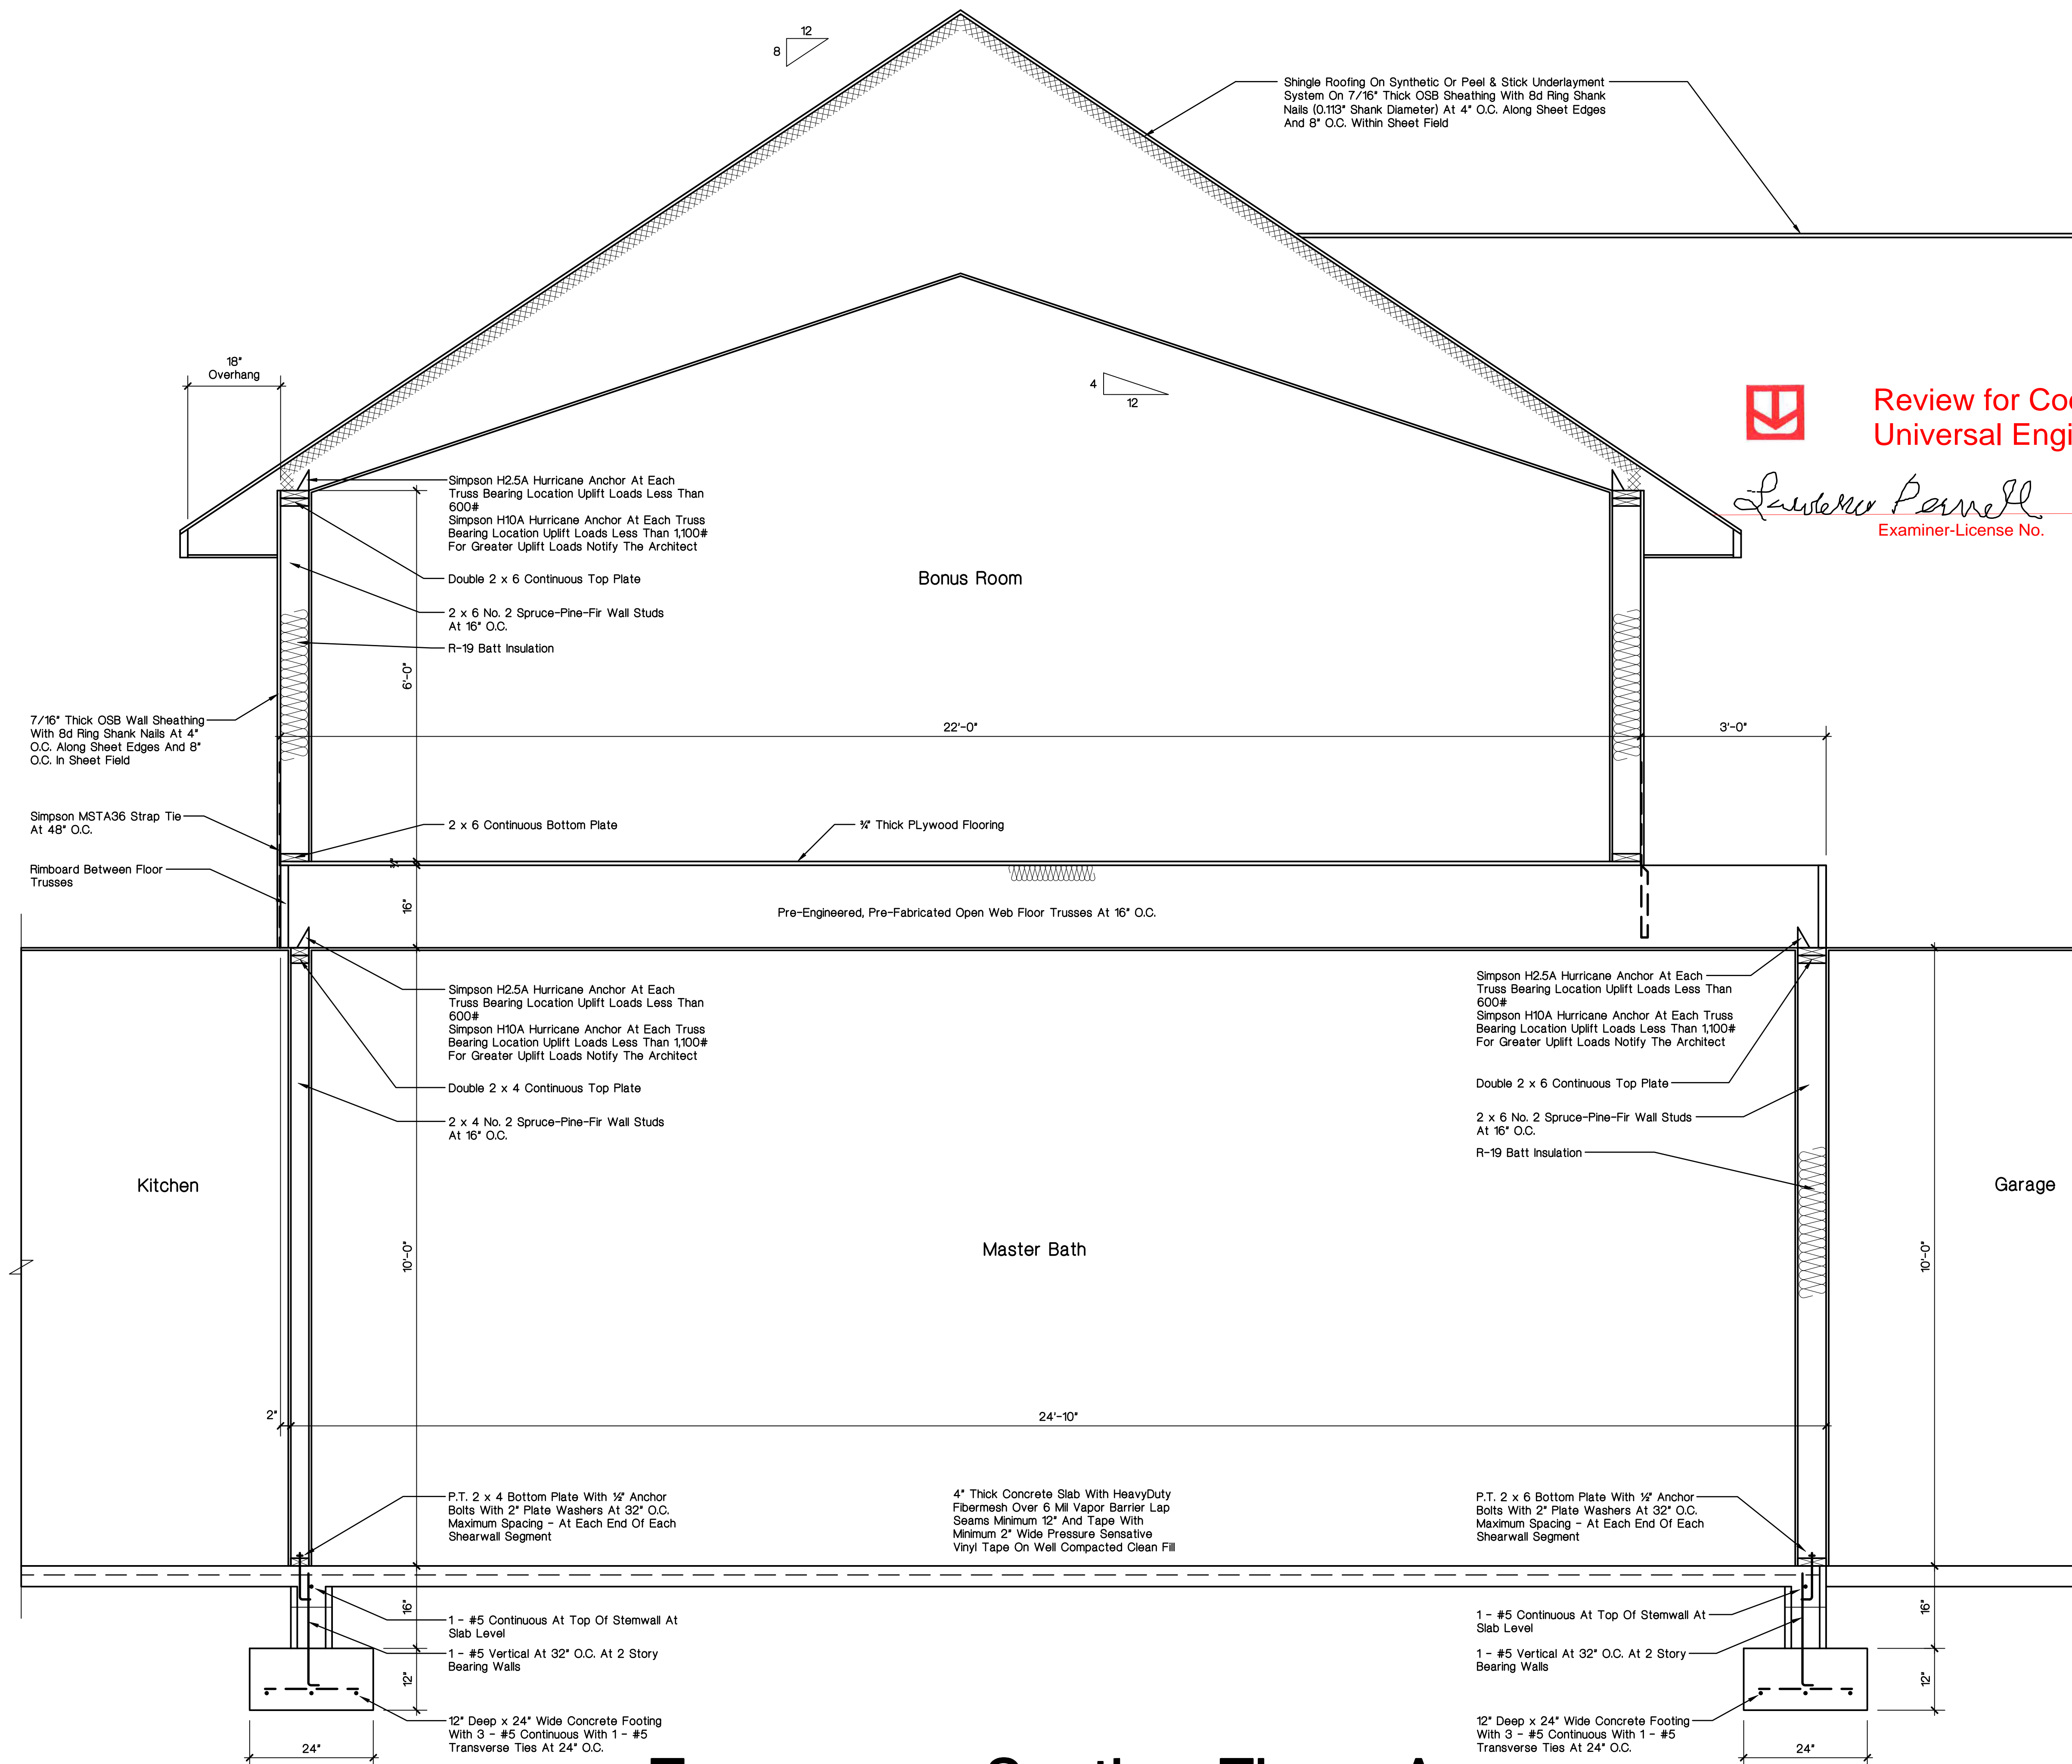 12
8
Shingle Roofing On Synthetic Or Peel & Stick Underlayment
System On 7/16" Thick OSB Sheathing With 8d Ring Shank
Nails (0.113" Shank Diameter) At 4" O.C. Along Sheet Edges
And 8" O.C. Within Sheet Field
18"
Overhang
4
12
Review for Coo
Universal Engi
Examiner-License No.
Simpson H2.5A Hurricane Anchor At Each
Truss Bearing Location Uplift Loads Less Than
600#
Simpson H10A Hurricane Anchor At Each Truss
Bearing Location Uplift Loads Less Than 1,100#
For Greater Uplift Loads Notify The Architect
Double 2 x 6 Continuous Top Plate
Bonus Room
2 x 6 No. 2 Spruce-Pine-Fir Wall Studs
At 16" O.C.
R-19 Batt Insulation
6'-0"
7/16" Thick OSB Wall Sheathing
With 8d Ring Shank Nails At 4"
O.C. Along Sheet Edges And 8"
O.C. In Sheet Field
22'-0"
3'-0"
Simpson MSTA36 Strap Tie
At 48" O.C.
2 x 6 Continuous Bottom Plate
¾" Thick PLywood Flooring
Rimboard Between Floor
Trusses
16"
Pre-Engineered, Pre-Fabricated Open Web Floor Trusses At 16" O.C.
Simpson H2.5A Hurricane Anchor At Each
Truss Bearing Location Uplift Loads Less Than
600#
Simpson H10A Hurricane Anchor At Each Truss
Bearing Location Uplift Loads Less Than 1,100#
For Greater Uplift Loads Notify The Architect
Double 2 x 4 Continuous Top Plate
2 x 4 No. 2 Spruce-Pine-Fir Wall Studs
At 16" O.C.
Simpson H2.5A Hurricane Anchor At Each
Truss Bearing Location Uplift Loads Less Than
600#
Simpson H10A Hurricane Anchor At Each Truss
Bearing Location Uplift Loads Less Than 1,100#
For Greater Uplift Loads Notify The Architect
Double 2 x 6 Continuous Top Plate
2 x 6 No. 2 Spruce-Pine-Fir Wall Studs
At 16" O.C.
R-19 Batt Insulation
Kitchen
Garage
10'-0"
Master Bath
10'-0"
2"
24'-10"
P.T. 2 x 4 Bottom Plate With ½" Anchor
Bolts With 2" Plate Washers At 32" O.C.
Maximum Spacing - At Each End Of Each
Shearwall Segment
4" Thick Concrete Slab With HeavyDuty
Fibermesh Over 6 Mil Vapor Barrier Lap
Seams Minimum 12" And Tape With
Minimum 2" Wide Pressure Sensative
Vinyl Tape On Well Compacted Clean Fill
P.T. 2 x 6 Bottom Plate With ½" Anchor
Bolts With 2" Plate Washers At 32" O.C.
Maximum Spacing - At Each End Of Each
Shearwall Segment
16"
1 - #5 Continuous At Top Of Stemwall At
Slab Level
1 - #5 Vertical At 32" O.C. At 2 Story
Bearing Walls
12"
12" Deep x 24" Wide Concrete Footing
With 3 - #5 Continuous With 1 - #5
Transverse Ties At 24" O.C.
24"
1 - #5 Continuous At Top Of Stemwall At
Slab Level
1 - #5 Vertical At 32" O.C. At 2 Story
Bearing Walls
16"
12"
12" Deep x 24" Wide Concrete Footing
With 3 - #5 Continuous With 1 - #5
Transverse Ties At 24" O.C.
24"